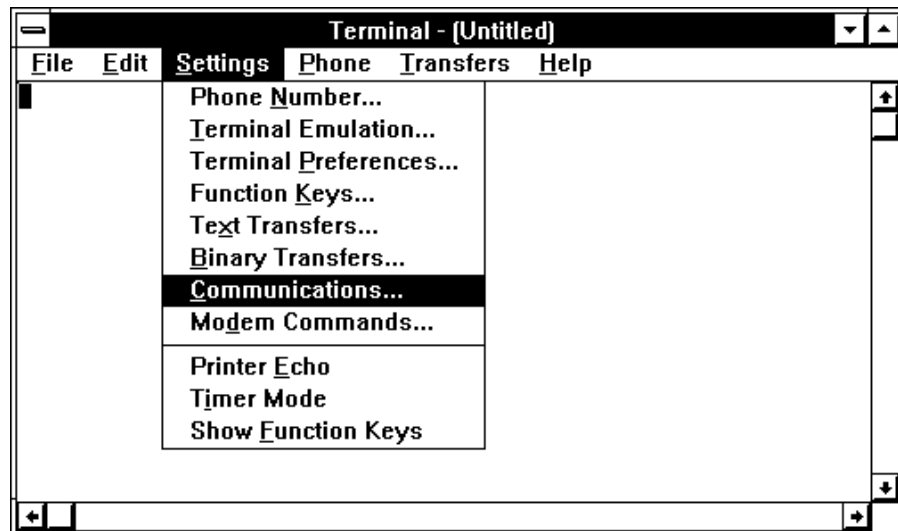 Terminal - (Untitled)
File Edit Settings Phone Transfers Help
Phone Number...
Terminal Emulation...
Terminal Preferences...
Function Keys...
Text Transfers...
Binary Transfers...
Communications...
Modem Commands...
Printer Echo
Timer Mode
Show Function Keys